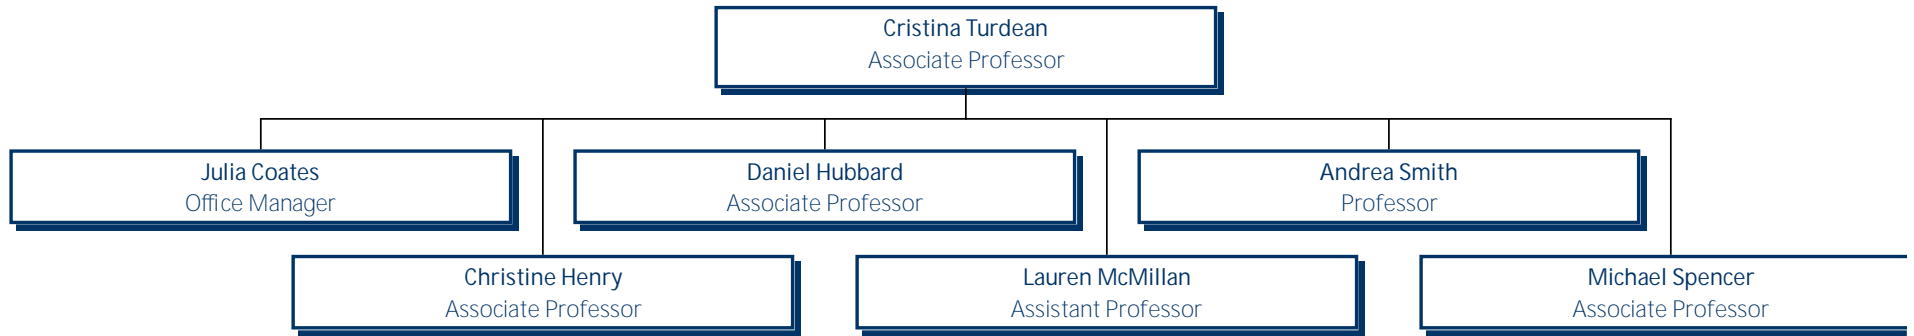 Cristina Turdean
Associate Professor
Julia Coates
Office Manager
Daniel Hubbard
Associate Professor
Andrea Smith
Professor
Christine Henry
Associate Professor
Lauren McMillan
Assistant Professor
Michael Spencer
Associate Professor